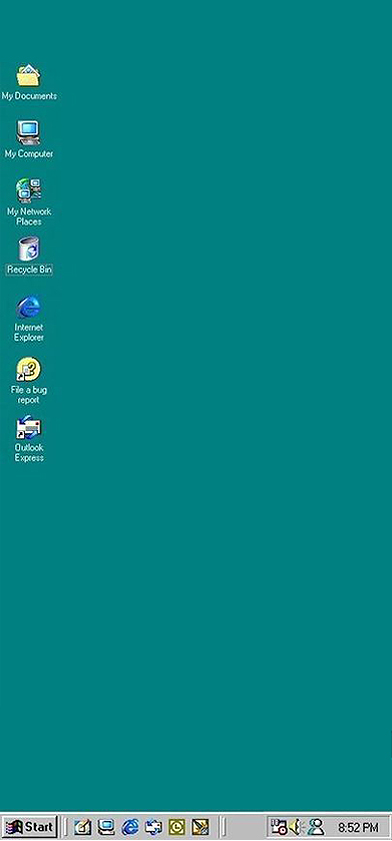 My Documents
My Computer
My Network
Places
Recycle Bin
Internet
Explorer
File a bug
report
Outlook
Express
Start
8:52 PM